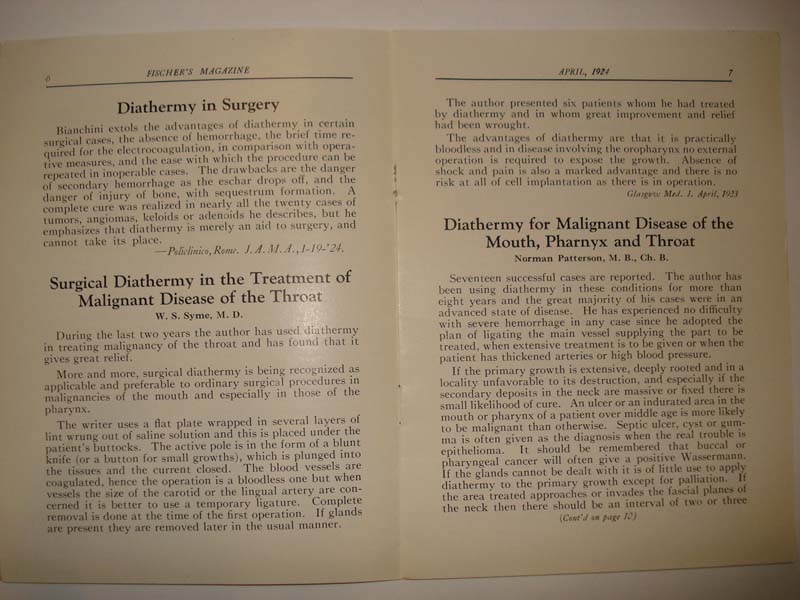 6
FISCHER'S MAGAZINE
Diathermy in Surgery
Bianchini extols the advantages of diathermy in certain
surgical cases, the absence of hemorrhage, the brief time re-
quired for the electrocoagulation, in comparison with opera-
tive measures, and the ease with which the procedure can be
repeated in inoperable cases. The drawbacks are the danger
of secondary hemorrhage as the eschar drops off, and the
danger of injury of bone, with sequestrum formation. A
complete cure was realized in nearly all the twenty cases of
tumors, angiomas, keloids or adenoids he describes, but he
emphasizes that diathermy is merely an aid to surgery, and
cannot take its place.
—Policlinico, Rome. J. A. M. A., 1-19-'24.
Surgical Diathermy in the Treatment of
Malignant Disease of the Throat
W. S. Syme, M. D.
During the last two years the author has used diathermy
in treating malignancy of the throat and has found that it
gives great relief.
More and more, surgical diathermy is being recognized as
applicable and preferable to ordinary surgical procedures in
malignancies of the mouth and especially in those of the
pharynx.
The writer uses a flat plate wrapped in several layers of
lint wrung out of saline solution and this is placed under the
patient's buttocks. The active pole is in the form of a blunt
knife (or a button for small growths), which is plunged into
the tissues and the current closed. The blood vessels are
coagulated, hence the operation is a bloodless one but when
vessels the size of the carotid or the lingual artery are con-
cerned it is better to use a temporary ligature. Complete
removal is done at the time of the first operation. If glands
are present they are removed later in the usual manner.
APRIL, 1924
7
The author presented six patients whom he had treated
by diathermy and in whom great improvement and relief
had been wrought.
The advantages of diathermy are that it is practically
bloodless and in disease involving the oropharynx no external
operation is required to expose the growth. Absence of
shock and pain is also a marked advantage and there is no
risk at all of cell implantation as there is in operation.
Glasgow Med. J. April, 1923
Diathermy for Malignant Disease of the
Mouth, Pharnyx and Throat
Norman Patterson, M. B., Ch. B.
Seventeen successful cases are reported. The author has
been using diathermy in these conditions for more than
eight years and the great majority of his cases were in an
advanced state of disease. He has experienced no difficulty
with severe hemorrhage in any case since he adopted the
plan of ligating the main vessel supplying the part to be
treated, when extensive treatment is to be given or when the
patient has thickened arteries or high blood pressure.
If the primary growth is extensive, deeply rooted and in a
locality unfavorable to its destruction, and especially if the
secondary deposits in the neck are massive or fixed there is
small likelihood of cure. An ulcer or an indurated area in the
mouth or pharynx of a patient over middle age is more likely
to be malignant than otherwise. Septic ulcer, cyst or gum-
ma is often given as the diagnosis when the real trouble is
epithelioma. It should be remembered that buccal or
pharyngeal cancer will often give a positive Wassermann.
If the glands cannot be dealt with it is of little use to apply
diathermy to the primary growth except for palliation. If
the area treated approaches or invades the fascial planes of
the neck then there should be an interval of two or three
(Cont'd on page 12)